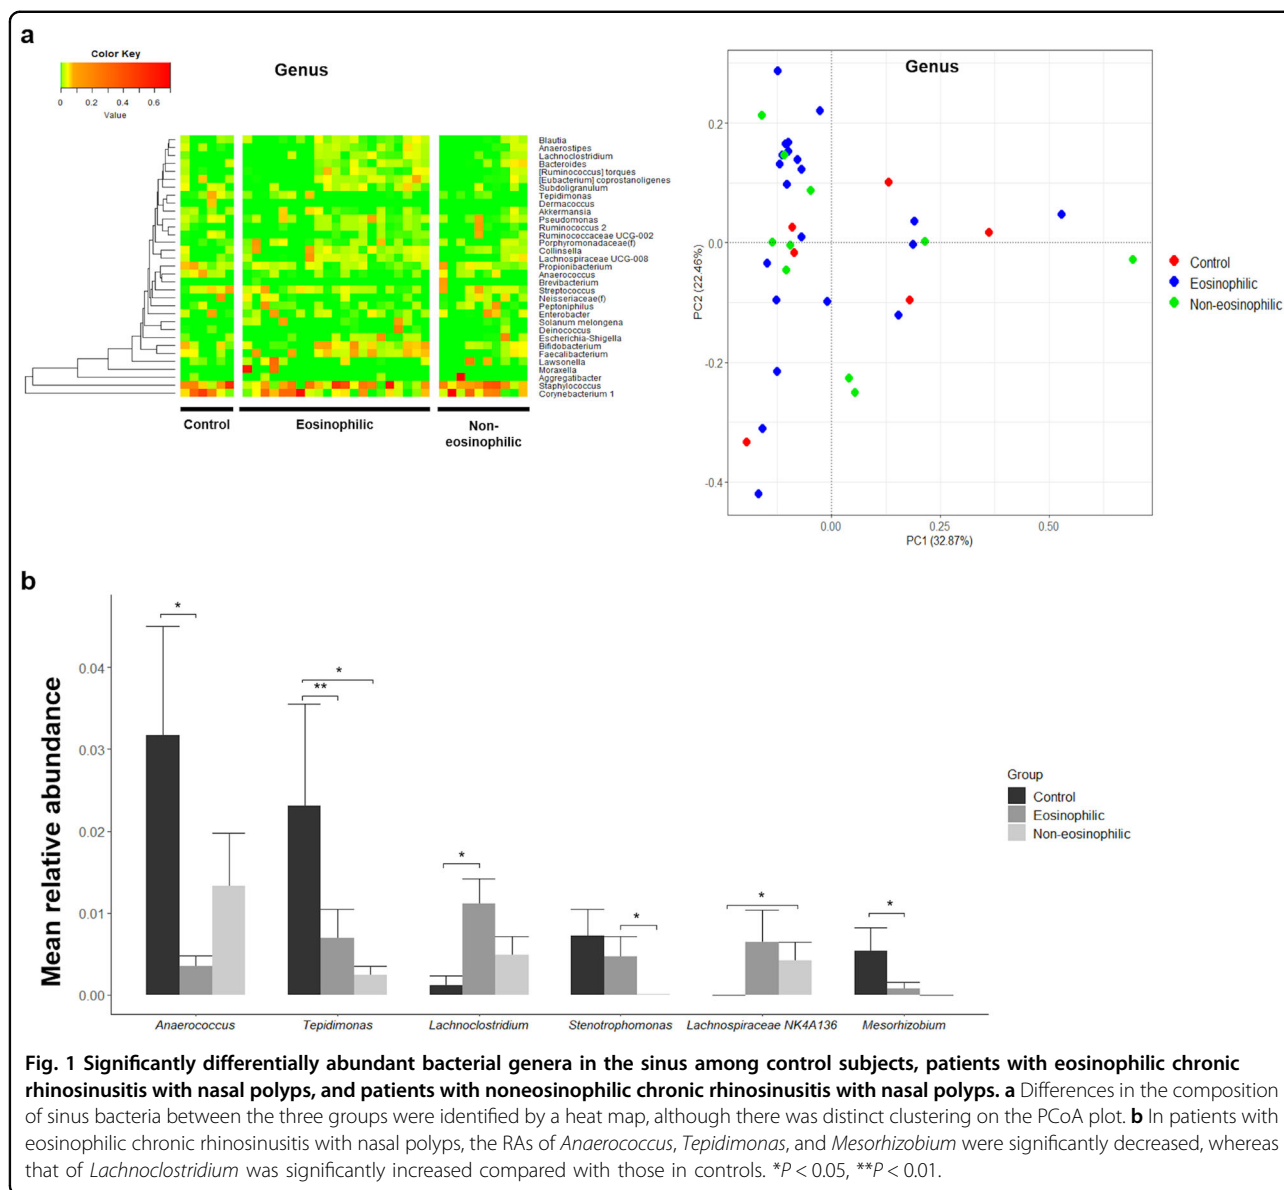 a
Color Key
0 0.2 0.4 0.6
Value
Genus
Blautia
Anaerostipes
Lachnoclostridium
Bacteroides
[Ruminococcus] torques
[Eubacterium] coprostanoligenes
Subdoligranulum
Tepidimonas
Dermacoccus
Akkermansia
Pseudomonas
Ruminococcus 2
Ruminococcaceae UCG-002
Porphyromonadaceae(f)
Collinsella
Lachnospiraceae UCG-008
Propionibacterium
Anaerococcus
Brevibacterium
Streptococcus
Neisseriaceae(f)
Peptoniphilus
Enterobacter
Solanum melongena
Deinococcus
Escherichia-Shigella
Bifidobacterium
Faecalibacterium
Lawsonella
Moraxella
Aggregatibacter
Staphylococcus
Corynebacterium 1
Control Eosinophilic Non-
eosinophilic
Genus
0.2
0.0
-0.2
-0.4
PC2 (22.46%)
0.00 0.25 0.50
PC1 (32.87%)
Control
Eosinophilic
Non-eosinophilic
b
Mean relative abundance
0.04
0.03
0.02
0.01
0.00
*
**
*
*
*
*
*
Anaerococcus Tepidimonas Lachnoclostridium Stenotrophomonas Lachnospiraceae NK4A136 Mesorhizobium
Group
Control
Eosinophilic
Non-eosinophilic
Fig. 1 Significantly differentially abundant bacterial genera in the sinus among control subjects, patients with eosinophilic chronic
rhinosinusitis with nasal polyps, and patients with noneosinophilic chronic rhinosinusitis with nasal polyps. a Differences in the composition
of sinus bacteria between the three groups were identified by a heat map, although there was distinct clustering on the PCoA plot. b In patients with
eosinophilic chronic rhinosinusitis with nasal polyps, the RAs of Anaerococcus, Tepidimonas, and Mesorhizobium were significantly decreased, whereas
that of Lachnoclostridium was significantly increased compared with those in controls. *P < 0.05, **P < 0.01.